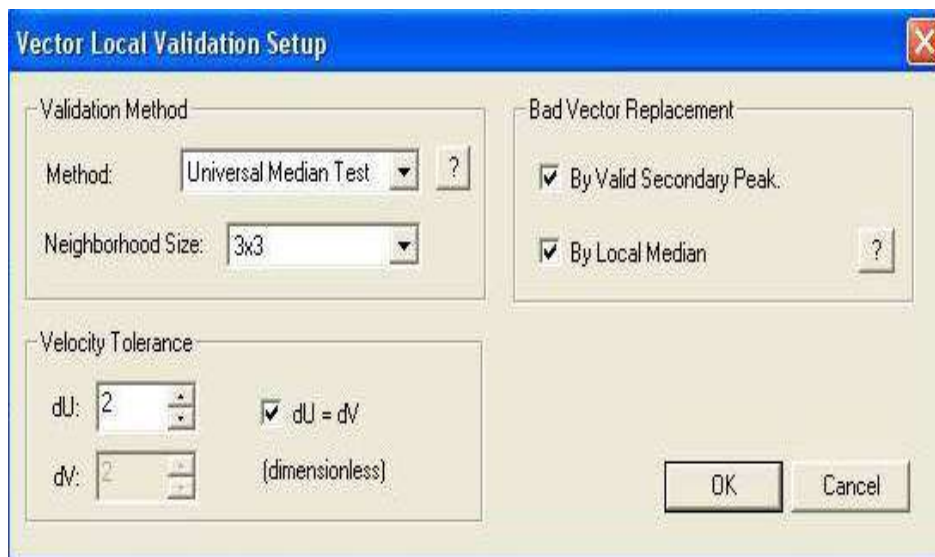 Vector Local Validation Setup
Validation Method
Method: Universal Median Test ?
Neighborhood Size: 3x3
Bad Vector Replacement
By Valid Secondary Peak.
By Local Median ?
Velocity Tolerance
dU: 2 dU = dV
dV: 2 (dimensionless)
OK Cancel